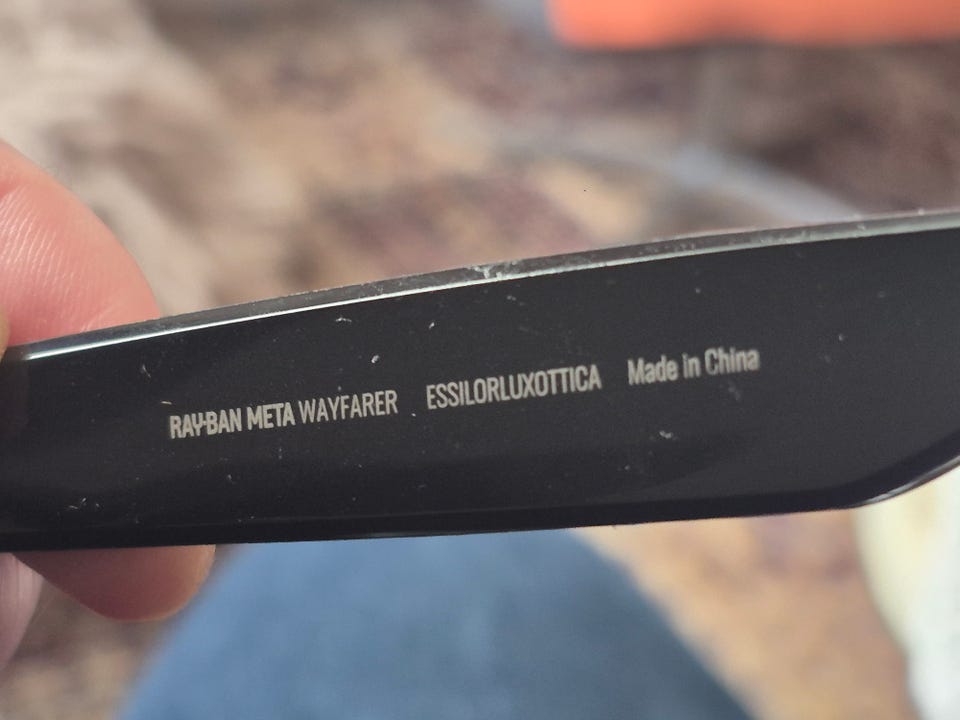 RAY-BAN META WAYFARER ESSILORLUXOTTICA Made in China